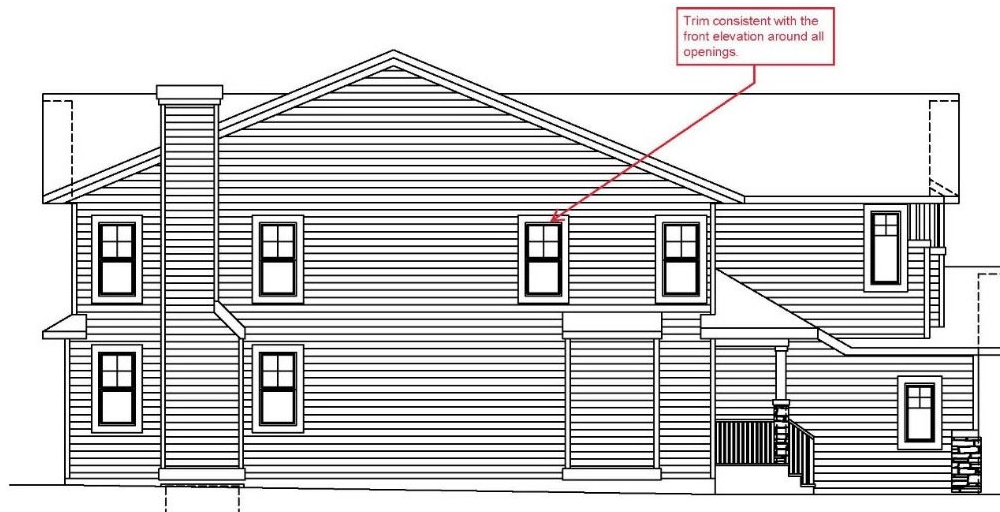 Trim consistent with the
front elevation around all
openings.